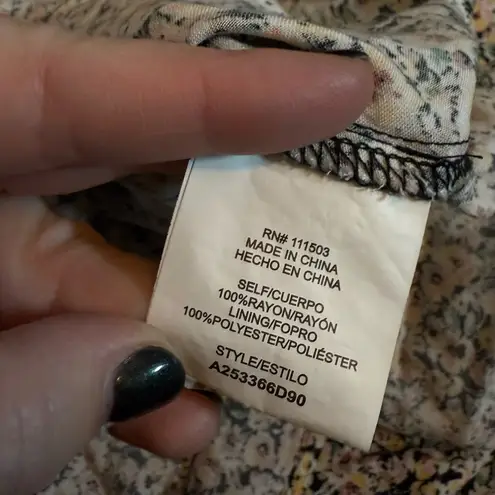 RN# 111503
MADE IN CHINA
HECHO EN CHINA
SELF/CUERPO
100%RAYON/RAYÓN
LINING/FOPRO
100%POLYESTER/POLIÉSTER
STYLE/ESTILO
A253366D90